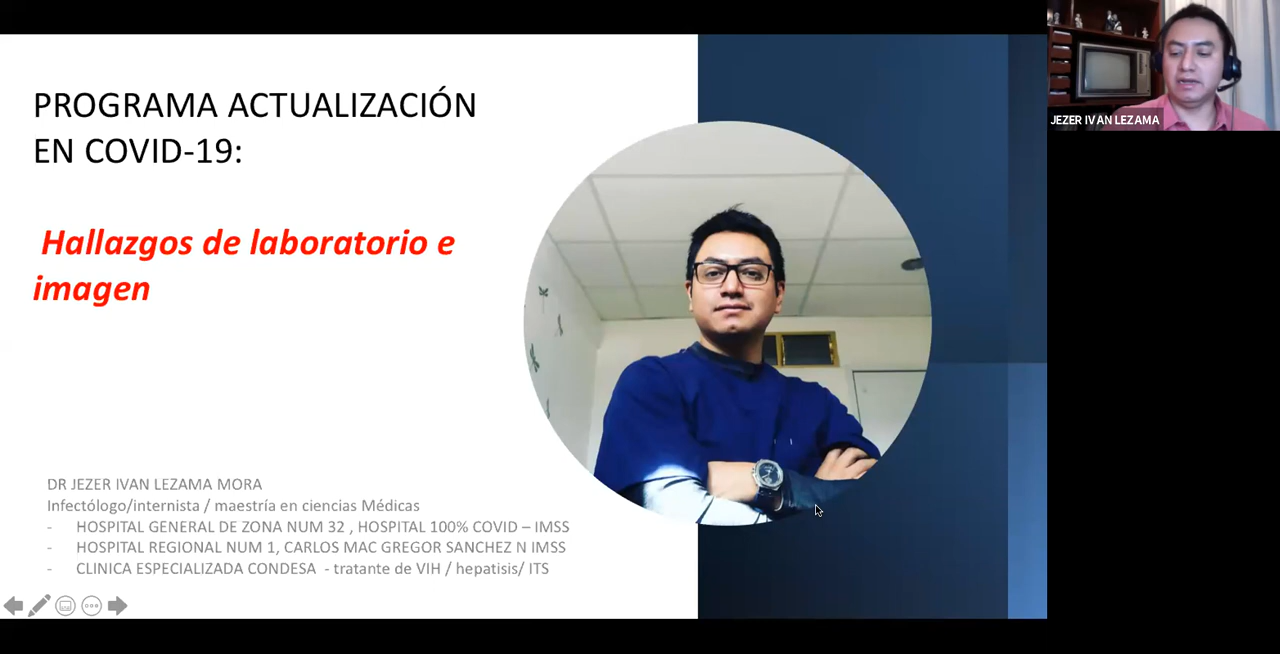 PROGRAMA ACTUALIZACIÓN
EN COVID-19:
Hallazgos de laboratorio e
imagen
DR JEZER IVAN LEZAMA MORA
Infectólogo/internista / maestría en ciencias Médicas
- HOSPITAL GENERAL DE ZONA NUM 32 , HOSPITAL 100% COVID – IMSS
- HOSPITAL REGIONAL NUM 1, CARLOS MAC GREGOR SANCHEZ N IMSS
- CLINICA ESPECIALIZADA CONDESA - tratante de VIH / hepatisis/ ITS
JEZER IVAN LEZAMA